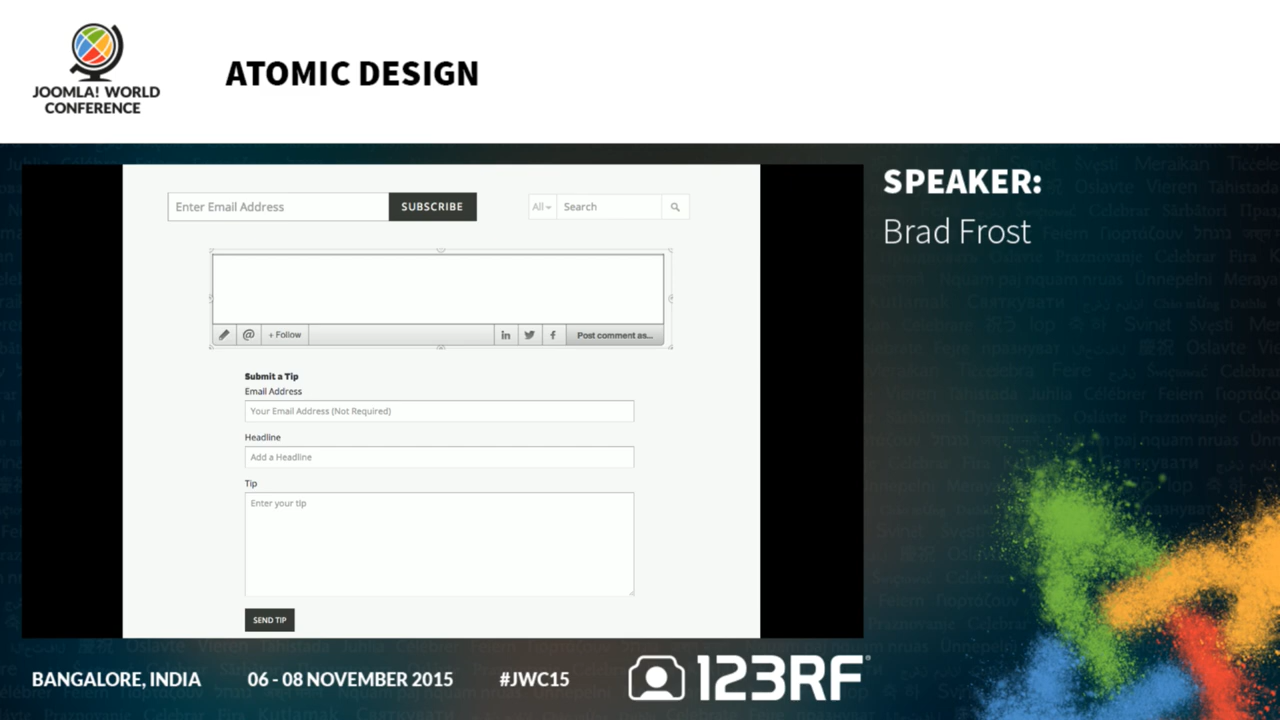 JOOMLA! WORLD
CONFERENCE
ATOMIC DESIGN
Enter Email Address
SUBSCRIBE
All
Search
@
+ Follow
in
f
Post comment as...
Submit a Tip
Email Address
Your Email Address (Not Required)
Headline
Add a Headline
Tip
Enter your tip
SEND TIP
SPEAKER:
Brad Frost
BANGALORE, INDIA
06 - 08 NOVEMBER 2015
#JWC15
123RF®